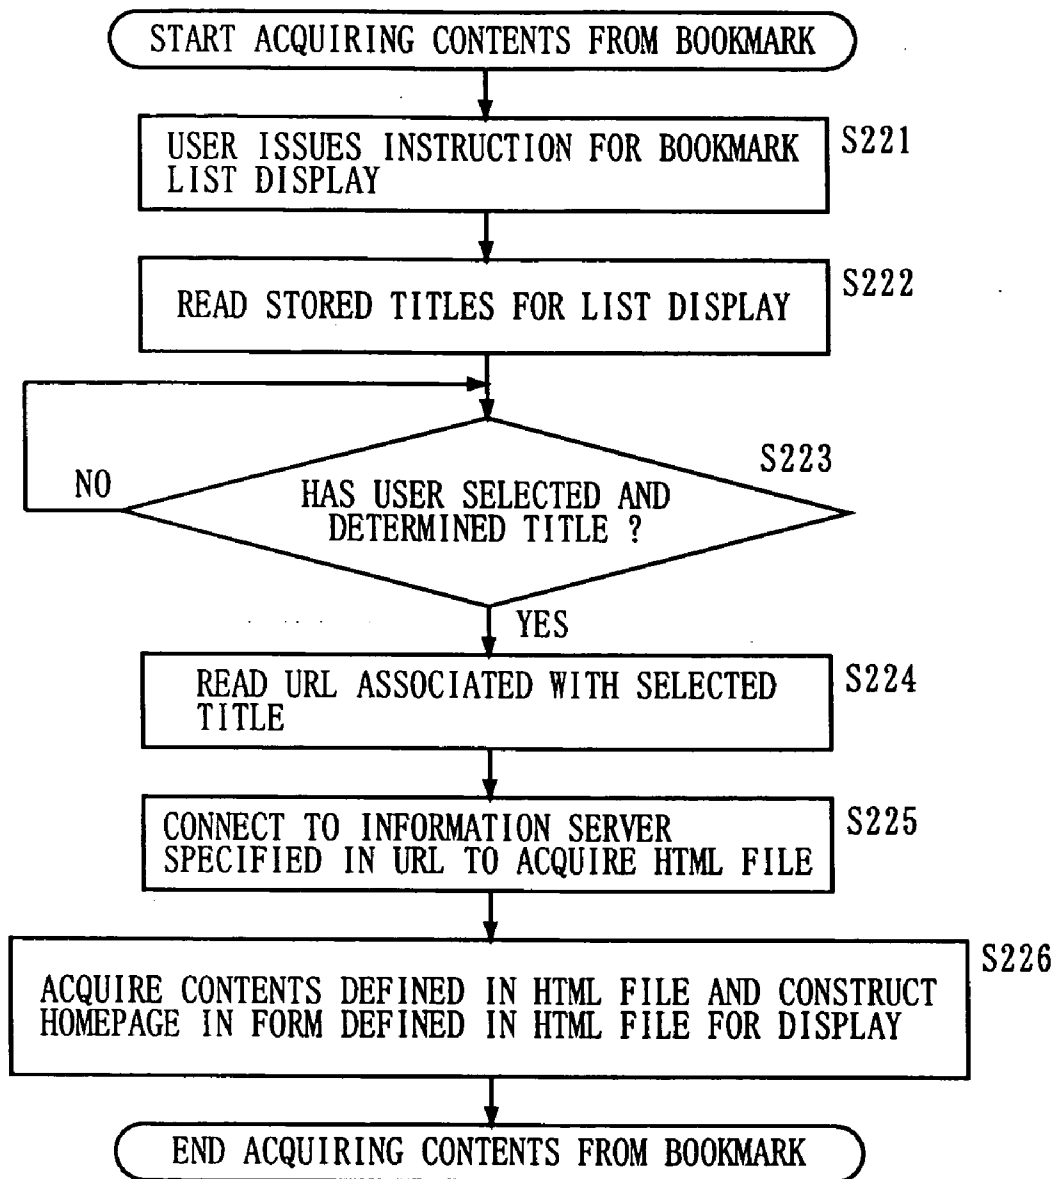 START ACQUIRING CONTENTS FROM BOOKMARK
S221
USER ISSUES INSTRUCTION FOR BOOKMARK
LIST DISPLAY
S222
READ STORED TITLES FOR LIST DISPLAY
S223
NO
HAS USER SELECTED AND
DETERMINED TITLE ?
YES
S224
READ URL ASSOCIATED WITH SELECTED
TITLE
S225
CONNECT TO INFORMATION SERVER
SPECIFIED IN URL TO ACQUIRE HTML FILE
S226
ACQUIRE CONTENTS DEFINED IN HTML FILE AND CONSTRUCT
HOMEPAGE IN FORM DEFINED IN HTML FILE FOR DISPLAY
END ACQUIRING CONTENTS FROM BOOKMARK